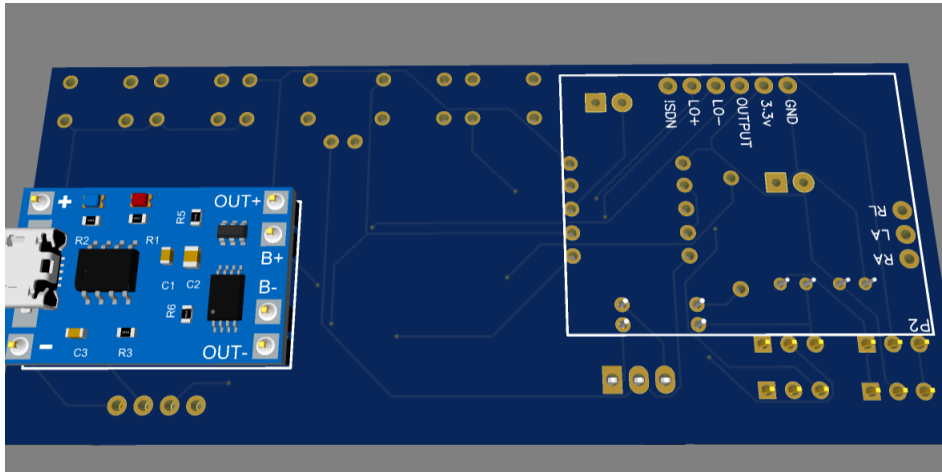 iSDN
LO+
LO-
OUTPUT
3.3v
GND
+
OUT+
R5
R2
R1
B+
C1
C2
B-
R6
C3
R3
-
OUT-
RL
LA
RA
P2